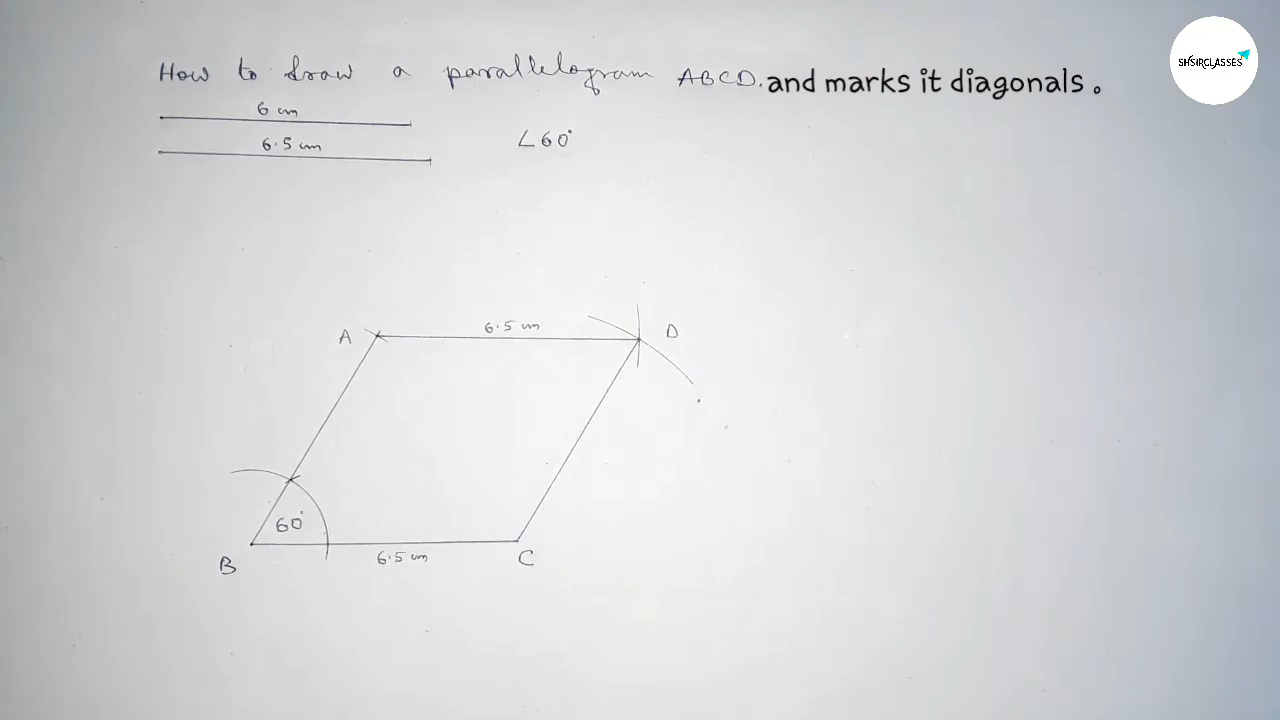 How to draw a parallelogram ABCD. and marks it diagonals.
SHSIRCLASSES
6 cm
6.5 cm
∠60°
A
6.5 cm
D
60°
B
6.5 cm
C